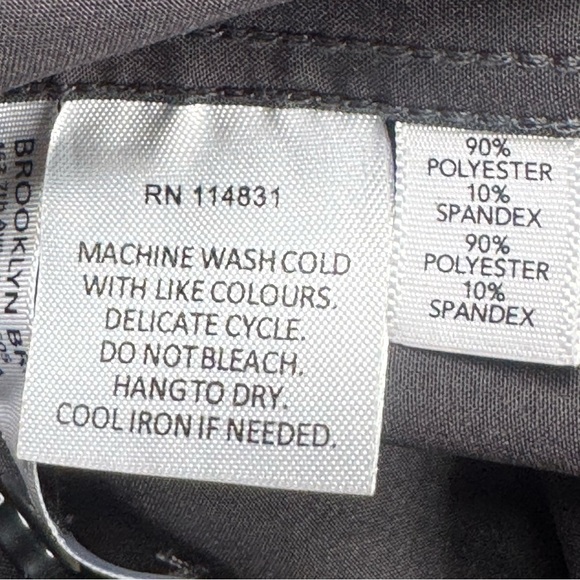 BROOKLYN
RN 114831
MACHINE WASH COLD
WITH LIKE COLOURS.
DELICATE CYCLE.
DO NOT BLEACH.
HANG TO DRY.
COOL IRON IF NEEDED.
90%
POLYESTER
10%
SPANDEX
90%
POLYESTER
10%
SPANDEX